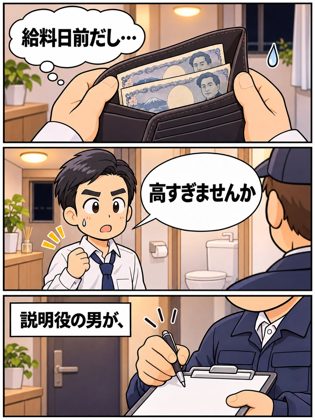 給料日前だし…
高すぎませんか
説明役の男が、